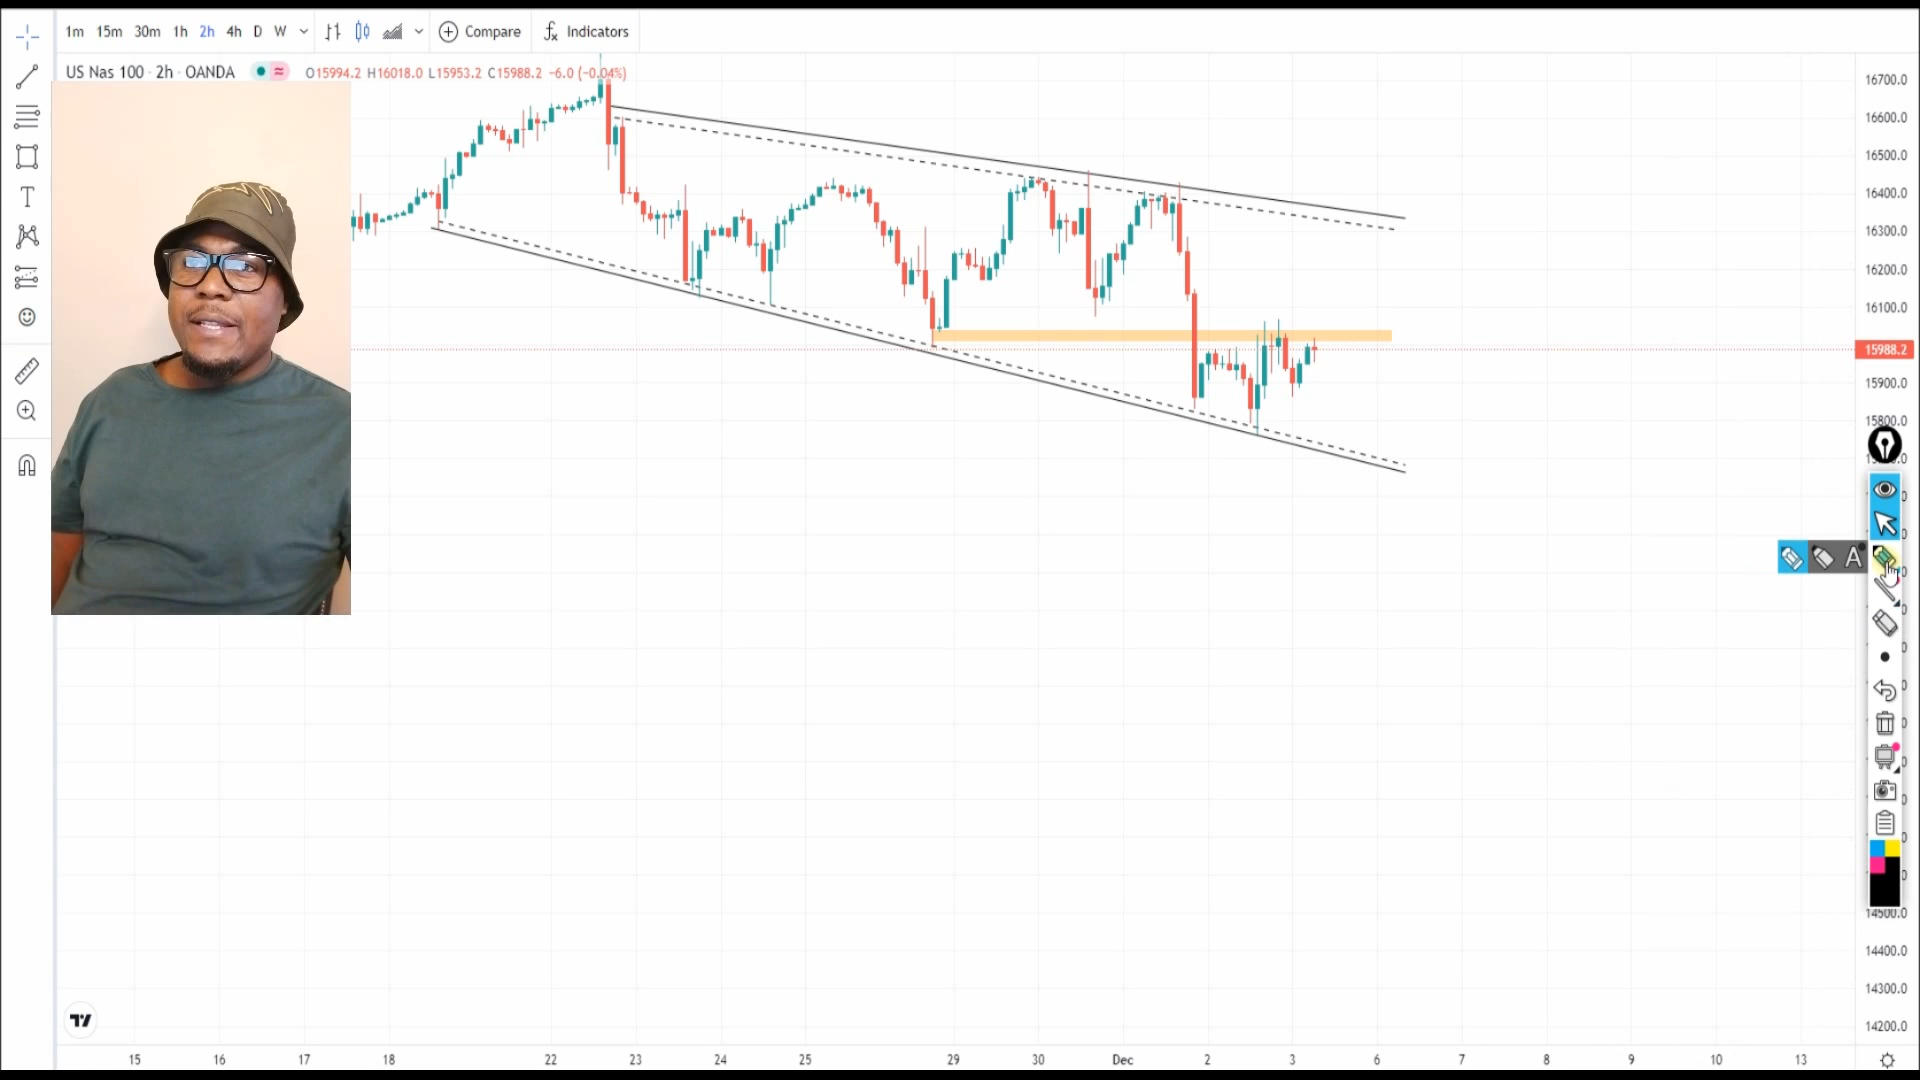 1m 15m 30m 1h 2h 4h D W Compare Indicators
US Nas 100 · 2h · OANDA O15994.2 H16018.0 L15953.2 C15988.2 −6.0 (−0.04%)
T
16700.0
16600.0
16500.0
16400.0
16300.0
16200.0
16100.0
15988.2
15900.0
15800.0
A
14500.0
14400.0
14300.0
14200.0
15 16 17 18 22 23 24 25 29 30 Dec 2 3 6 7 8 9 10 13